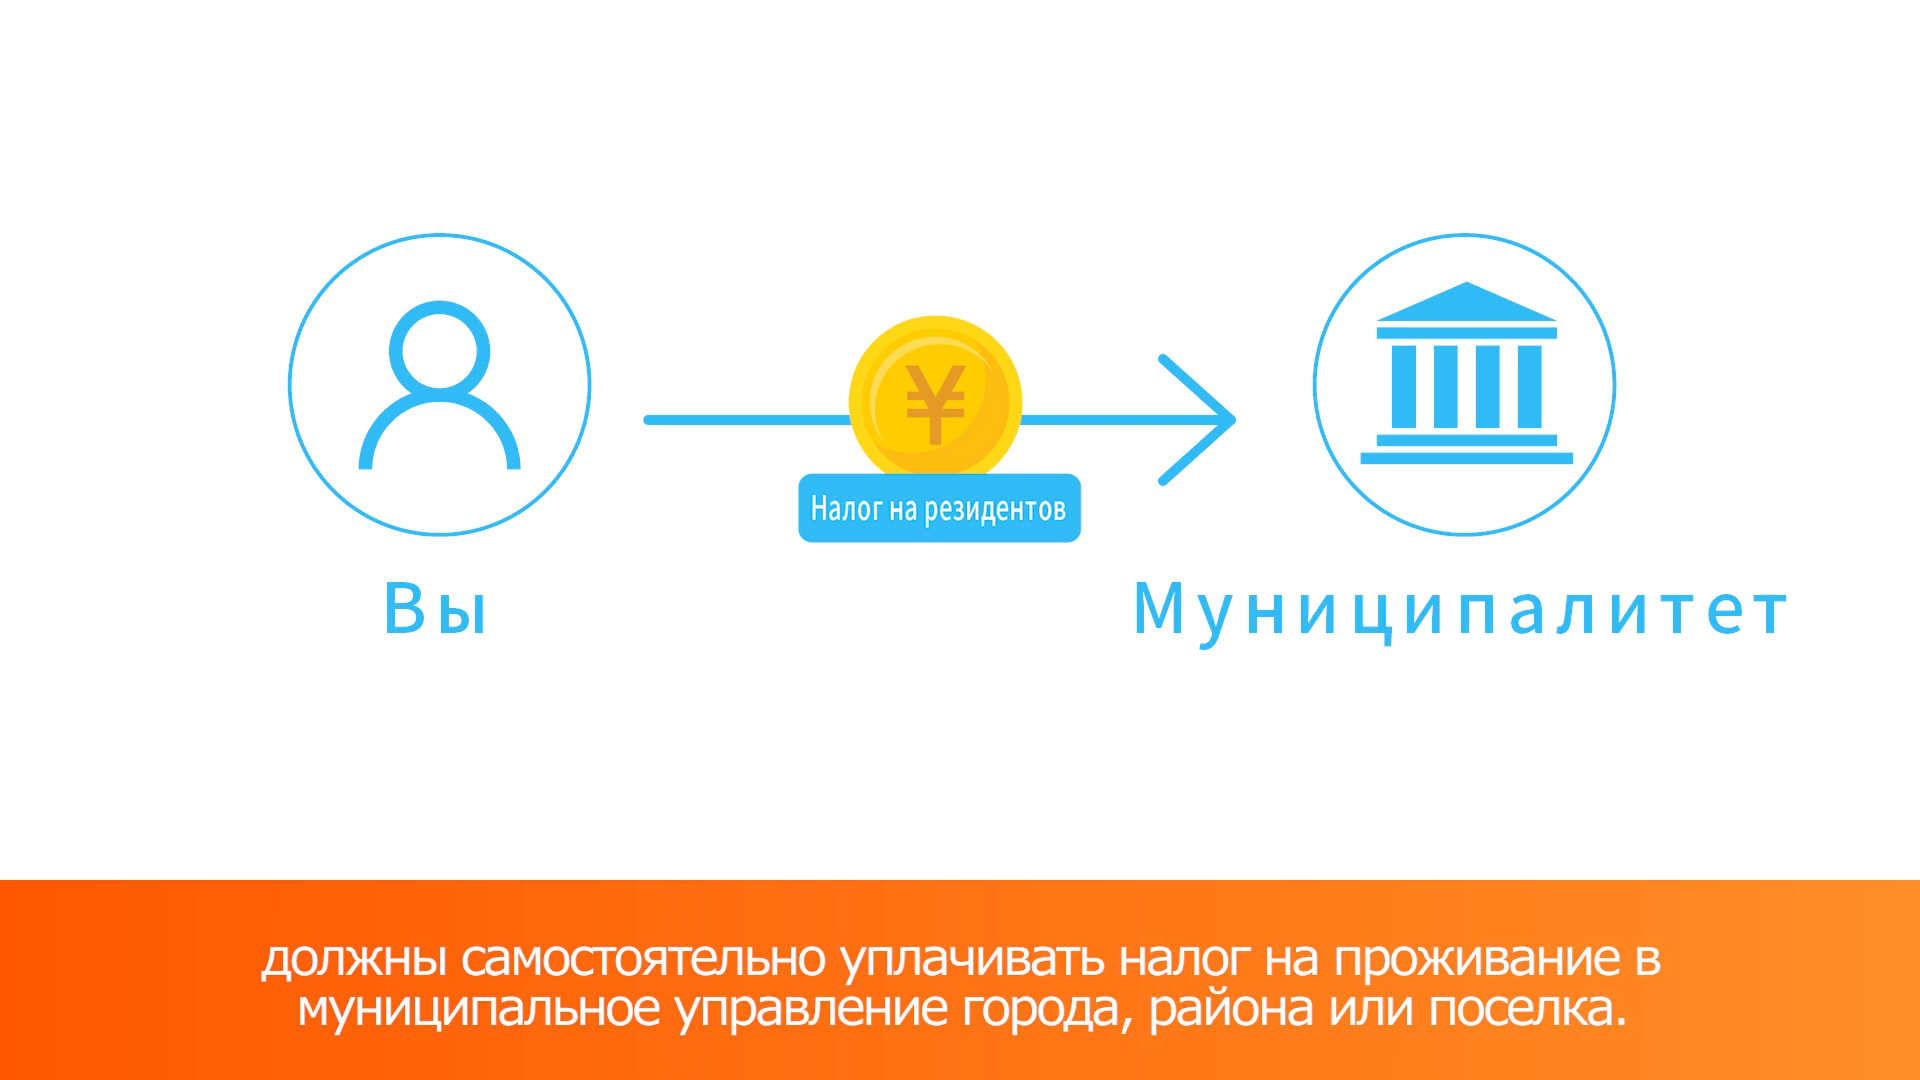 ¥
Налог на резидентов
Вы
Муниципалитет
должны самостоятельно уплачивать налог на проживание в
муниципальное управление города, района или поселка.